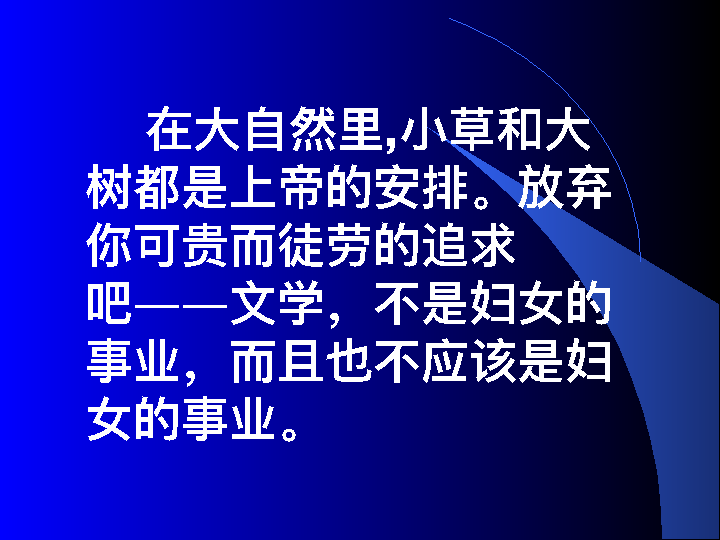 在大自然里,小草和大
树都是上帝的安排。放弃
你可贵而徒劳的追求
吧——文学，不是妇女的
事业，而且也不应该是妇
女的事业。